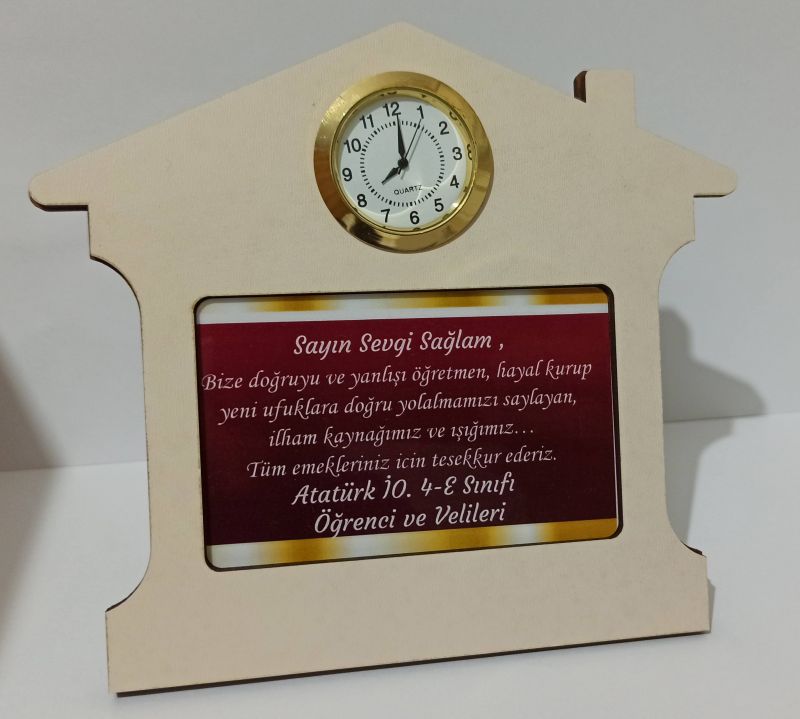 12
1
2
3
4
5
6
7
8
9
10
11
QUARTZ
Sayın Sevgi Sağlam ,
Bize doğruyu ve yanlışı öğretmen, hayal kurup
yeni ufuklara doğru yolalmamızı saylayan,
ilham kaynağımız ve ışığımız...
Tüm emekleriniz icin tesekkur ederiz.
Atatürk İO. 4-E Sınıfı
Öğrenci ve Velileri